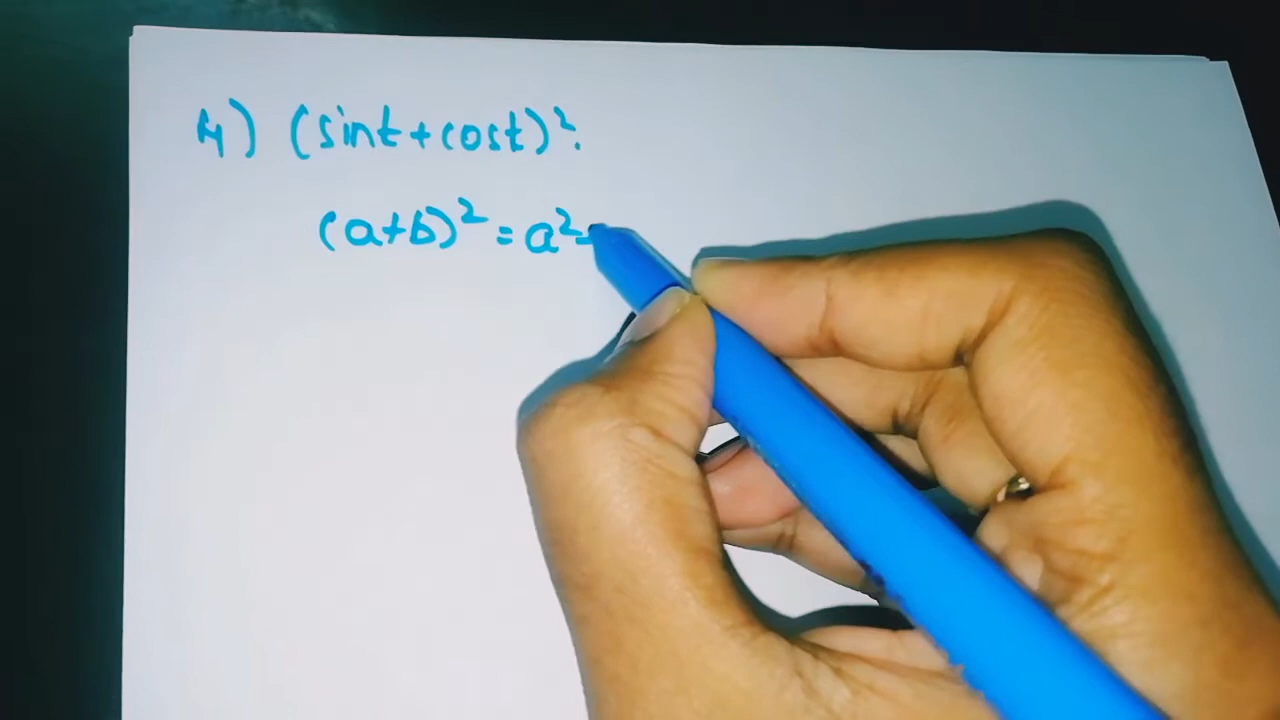 4) (sint+cost)²:
(a+b)² = a²-